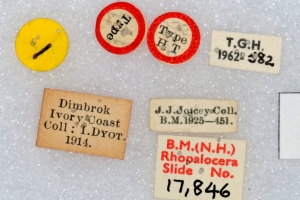 Type
Type
H T
T.G.H.
1962-582
Dimbrok
Ivory Coast
Coll: I.DYOT.
1914.
J.J.Joicey Coll.
B.M.1925-451.
B.M.(N.H.)
Rhopalocera
Slide No.
17,846